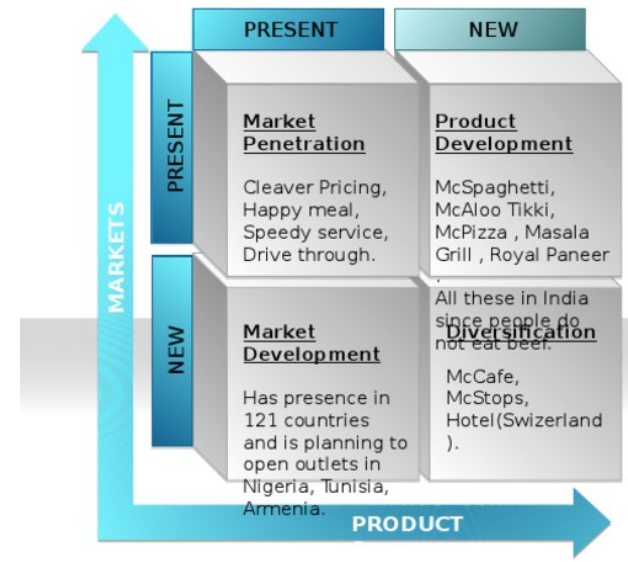 PRESENT
NEW
PRESENT
Market
Penetration
Cleaver Pricing,
Happy meal,
Speedy service,
Drive through.
Product
Development
McSpaghetti,
McAloo Tikki,
McPizza , Masala
Grill , Royal Paneer
.
All these in India
since people do
not eat beef.
MARKETS
NEW
Market
Development
Has presence in
121 countries
and is planning to
open outlets in
Nigeria, Tunisia,
Armenia.
Diversification
McCafe,
McStops,
Hotel(Swizerland
).
PRODUCT